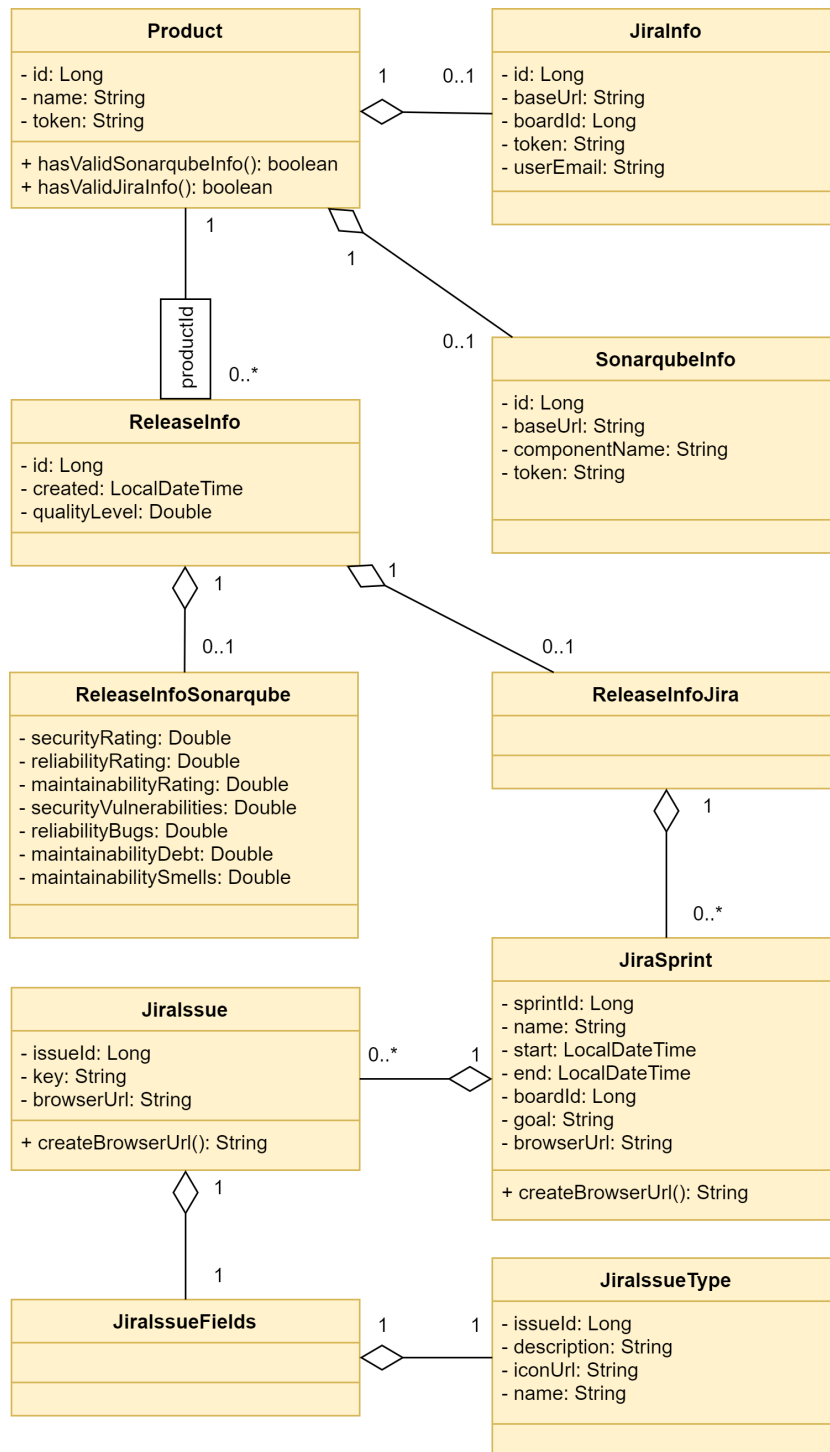 Product
- id: Long
- name: String
- token: String
+ hasValidSonarqubeInfo(): boolean
+ hasValidJiraInfo(): boolean
1
0..1
JiraInfo
- id: Long
- baseUrl: String
- boardId: Long
- token: String
- userEmail: String
1
1
0..1
productId
0..*
SonarqubeInfo
- id: Long
- baseUrl: String
- componentName: String
- token: String
ReleaseInfo
- id: Long
- created: LocalDateTime
- qualityLevel: Double
1
0..1
1
0..1
ReleaseInfoSonarqube
- securityRating: Double
- reliabilityRating: Double
- maintainabilityRating: Double
- securityVulnerabilities: Double
- reliabilityBugs: Double
- maintainabilityDebt: Double
- maintainabilitySmells: Double
ReleaseInfoJira
1
0..*
JiraSprint
- sprintId: Long
- name: String
- start: LocalDateTime
- end: LocalDateTime
- boardId: Long
- goal: String
- browserUrl: String
+ createBrowserUrl(): String
JiraIssue
- issueId: Long
- key: String
- browserUrl: String
+ createBrowserUrl(): String
0..*
1
1
1
JiraIssueFields
1
1
JiraIssueType
- issueId: Long
- description: String
- iconUrl: String
- name: String